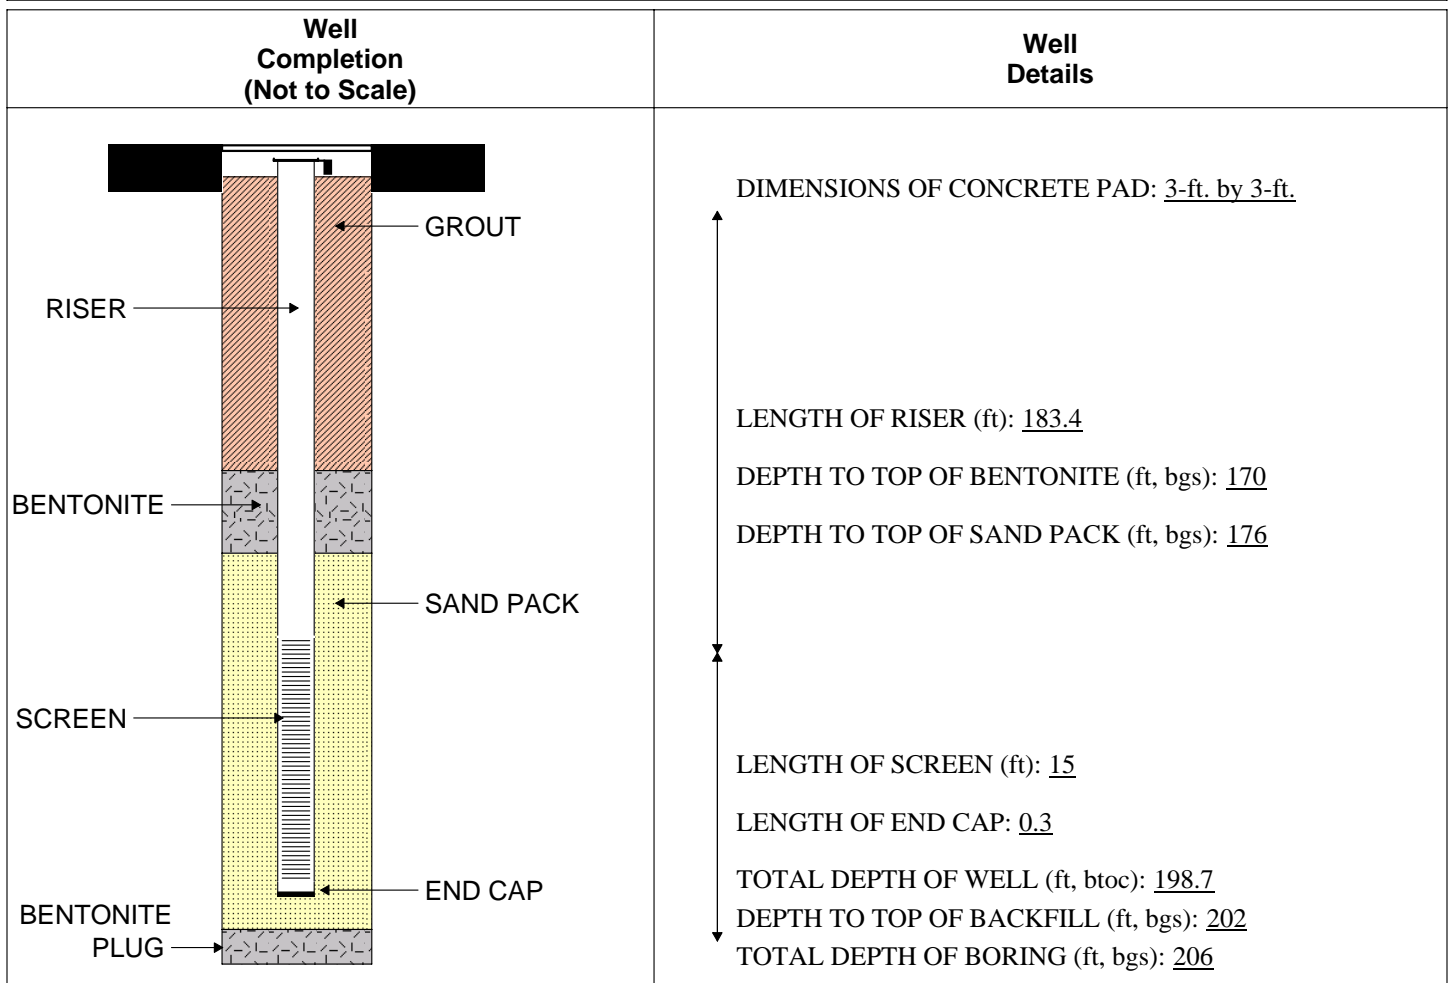 Well
Completion
(Not to Scale)
Well
Details
GROUT
RISER
BENTONITE
SAND PACK
SCREEN
END CAP
BENTONITE
PLUG
DIMENSIONS OF CONCRETE PAD: 3-ft. by 3-ft.
LENGTH OF RISER (ft): 183.4
DEPTH TO TOP OF BENTONITE (ft, bgs): 170
DEPTH TO TOP OF SAND PACK (ft, bgs): 176
LENGTH OF SCREEN (ft): 15
LENGTH OF END CAP: 0.3
TOTAL DEPTH OF WELL (ft, btoc): 198.7
DEPTH TO TOP OF BACKFILL (ft, bgs): 202
TOTAL DEPTH OF BORING (ft, bgs): 206